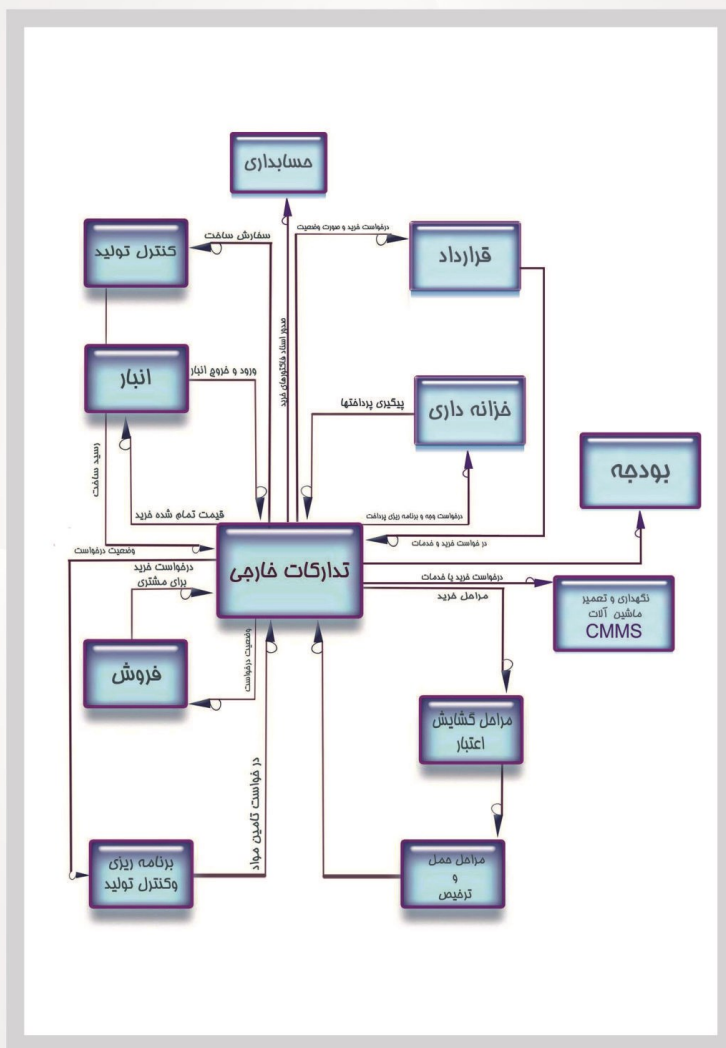 حسابداری
سفارش ساخت
درخواست خرید و صورت وضعیت
کنترل تولید
قرارداد
صدور اسناد فاکتورهای خرید
انبار
ورود و خروج انبار
پیگیری پرداختها
خزانه داری
بودجه
رسید ساخت
قیمت تمام شده خرید
درخواست وجه و برنامه ریزی پرداخت
وضعیت درخواست
در خواست خرید و خدمات
تدارکات خارجی
درخواست خرید
برای مشتری
درخواست خرید یا خدمات
مراحل خرید
نگهداری و تعمیر
ماشین آلات
CMMS
فروش
وضعیت درخواست
مراحل گشایش
اعتبار
در خواست تامین مواد
برنامه ریزی
وکنترل تولید
مراحل حمل
و
ترخیص